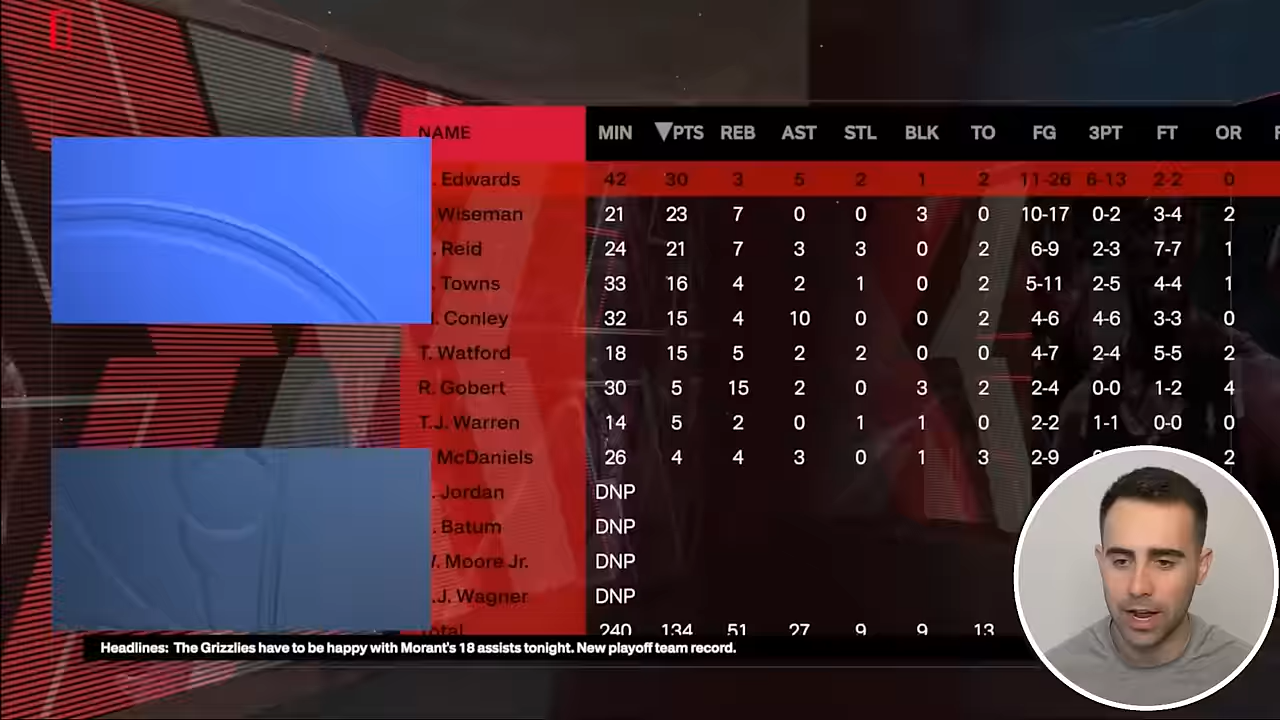 NAME MIN ▼PTS REB AST STL BLK TO FG 3PT FT OR
. Edwards 42 30 3 5 2 1 2 11-26 6-13 2-2 0
Wiseman 21 23 7 0 0 3 0 10-17 0-2 3-4 2
. Reid 24 21 7 3 3 0 2 6-9 2-3 7-7 1
. Towns 33 16 4 2 1 0 2 5-11 2-5 4-4 1
. Conley 32 15 4 10 0 0 2 4-6 4-6 3-3 0
T. Watford 18 15 5 2 2 0 0 4-7 2-4 5-5 2
R. Gobert 30 5 15 2 0 3 2 2-4 0-0 1-2 4
T.J. Warren 14 5 2 0 1 1 0 2-2 1-1 0-0 0
McDaniels 26 4 4 3 0 1 3 2-9 2
. Jordan DNP
. Batum DNP
. Moore Jr. DNP
.J. Wagner DNP
Total 240 134 51 27 9 9 13
Headlines: The Grizzlies have to be happy with Morant's 18 assists tonight. New playoff team record.